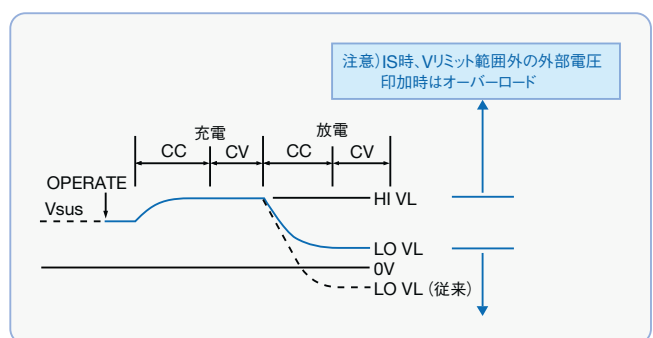 注意)IS時、Vリミット範囲外の外部電圧
印加時はオーバーロード
充電
放電
CC
CV
CC
CV
OPERATE
Vsus
HI VL
LO VL
0V
LO VL (従来)